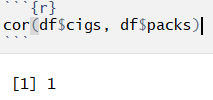 ```{r}
cor(df$cigs, df$packs)
```
[1] 1